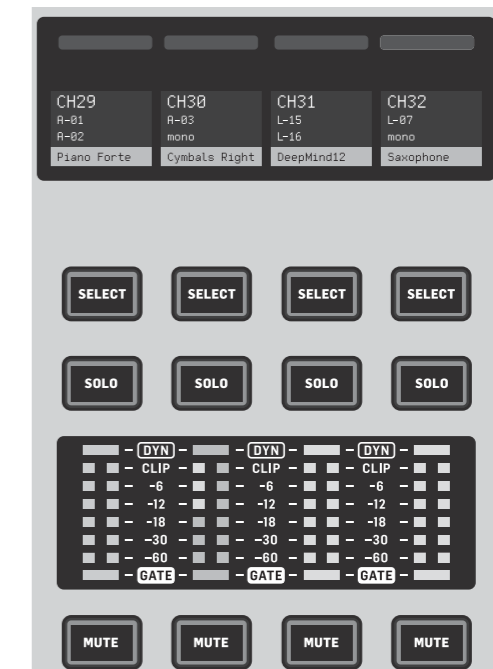 CH29 CH30 CH31 CH32
A-01 A-03 L-15 L-07
A-02 mono L-16 mono
Piano Forte Cymbals Right DeepMind12 Saxophone
SELECT SELECT SELECT SELECT
SOLO SOLO SOLO SOLO
DYN DYN DYN
CLIP CLIP CLIP
-6 -6 -6
-12 -12 -12
-18 -18 -18
-30 -30 -30
-60 -60 -60
GATE GATE GATE
MUTE MUTE MUTE MUTE